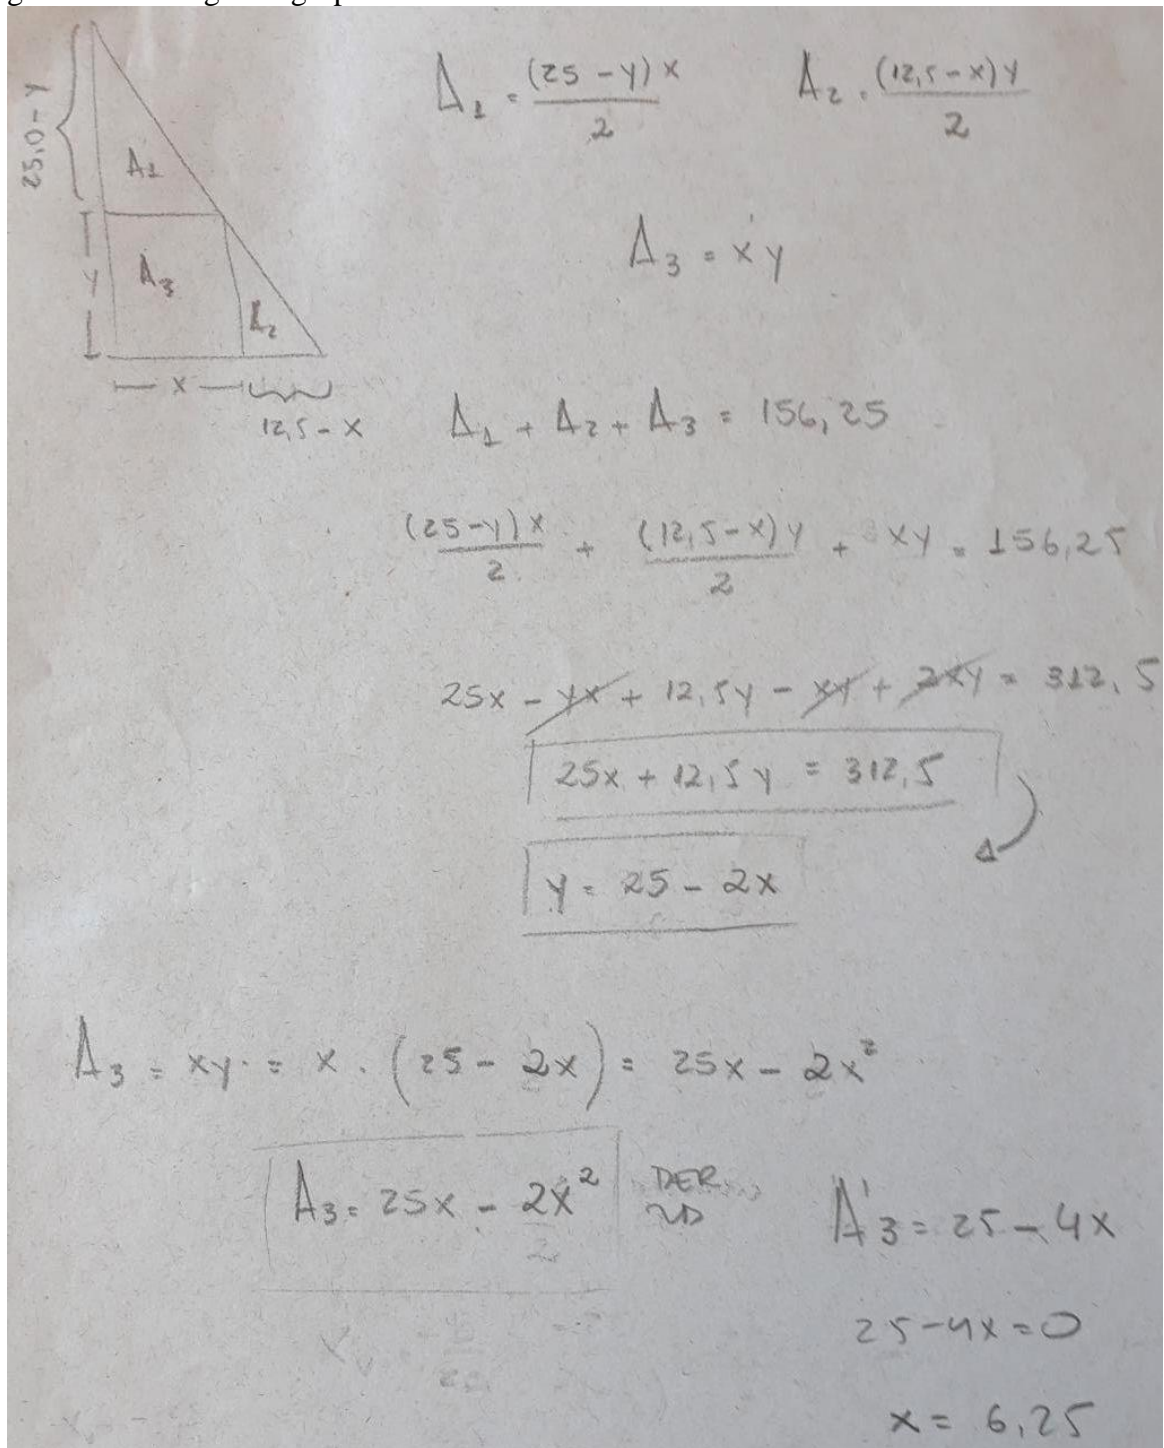 25,0 - y
A1
y
A3
A2
x
12,5 - x
A1 = (25 - y) x / 2
A2 = (12,5 - x) y / 2
A3 = x y
A1 + A2 + A3 = 156,25
(25 - y) x / 2 + (12,5 - x) y / 2 + xy = 156,25
25x - yx + 12,5y - xy + 2xy = 312,5
25x + 12,5 y = 312,5
y = 25 - 2x
A3 = xy = x . (25 - 2x) = 25x - 2x²
A3 = 25x - 2x²
A'3 = 25 - 4x
25 - 4x = 0
x = 6,25